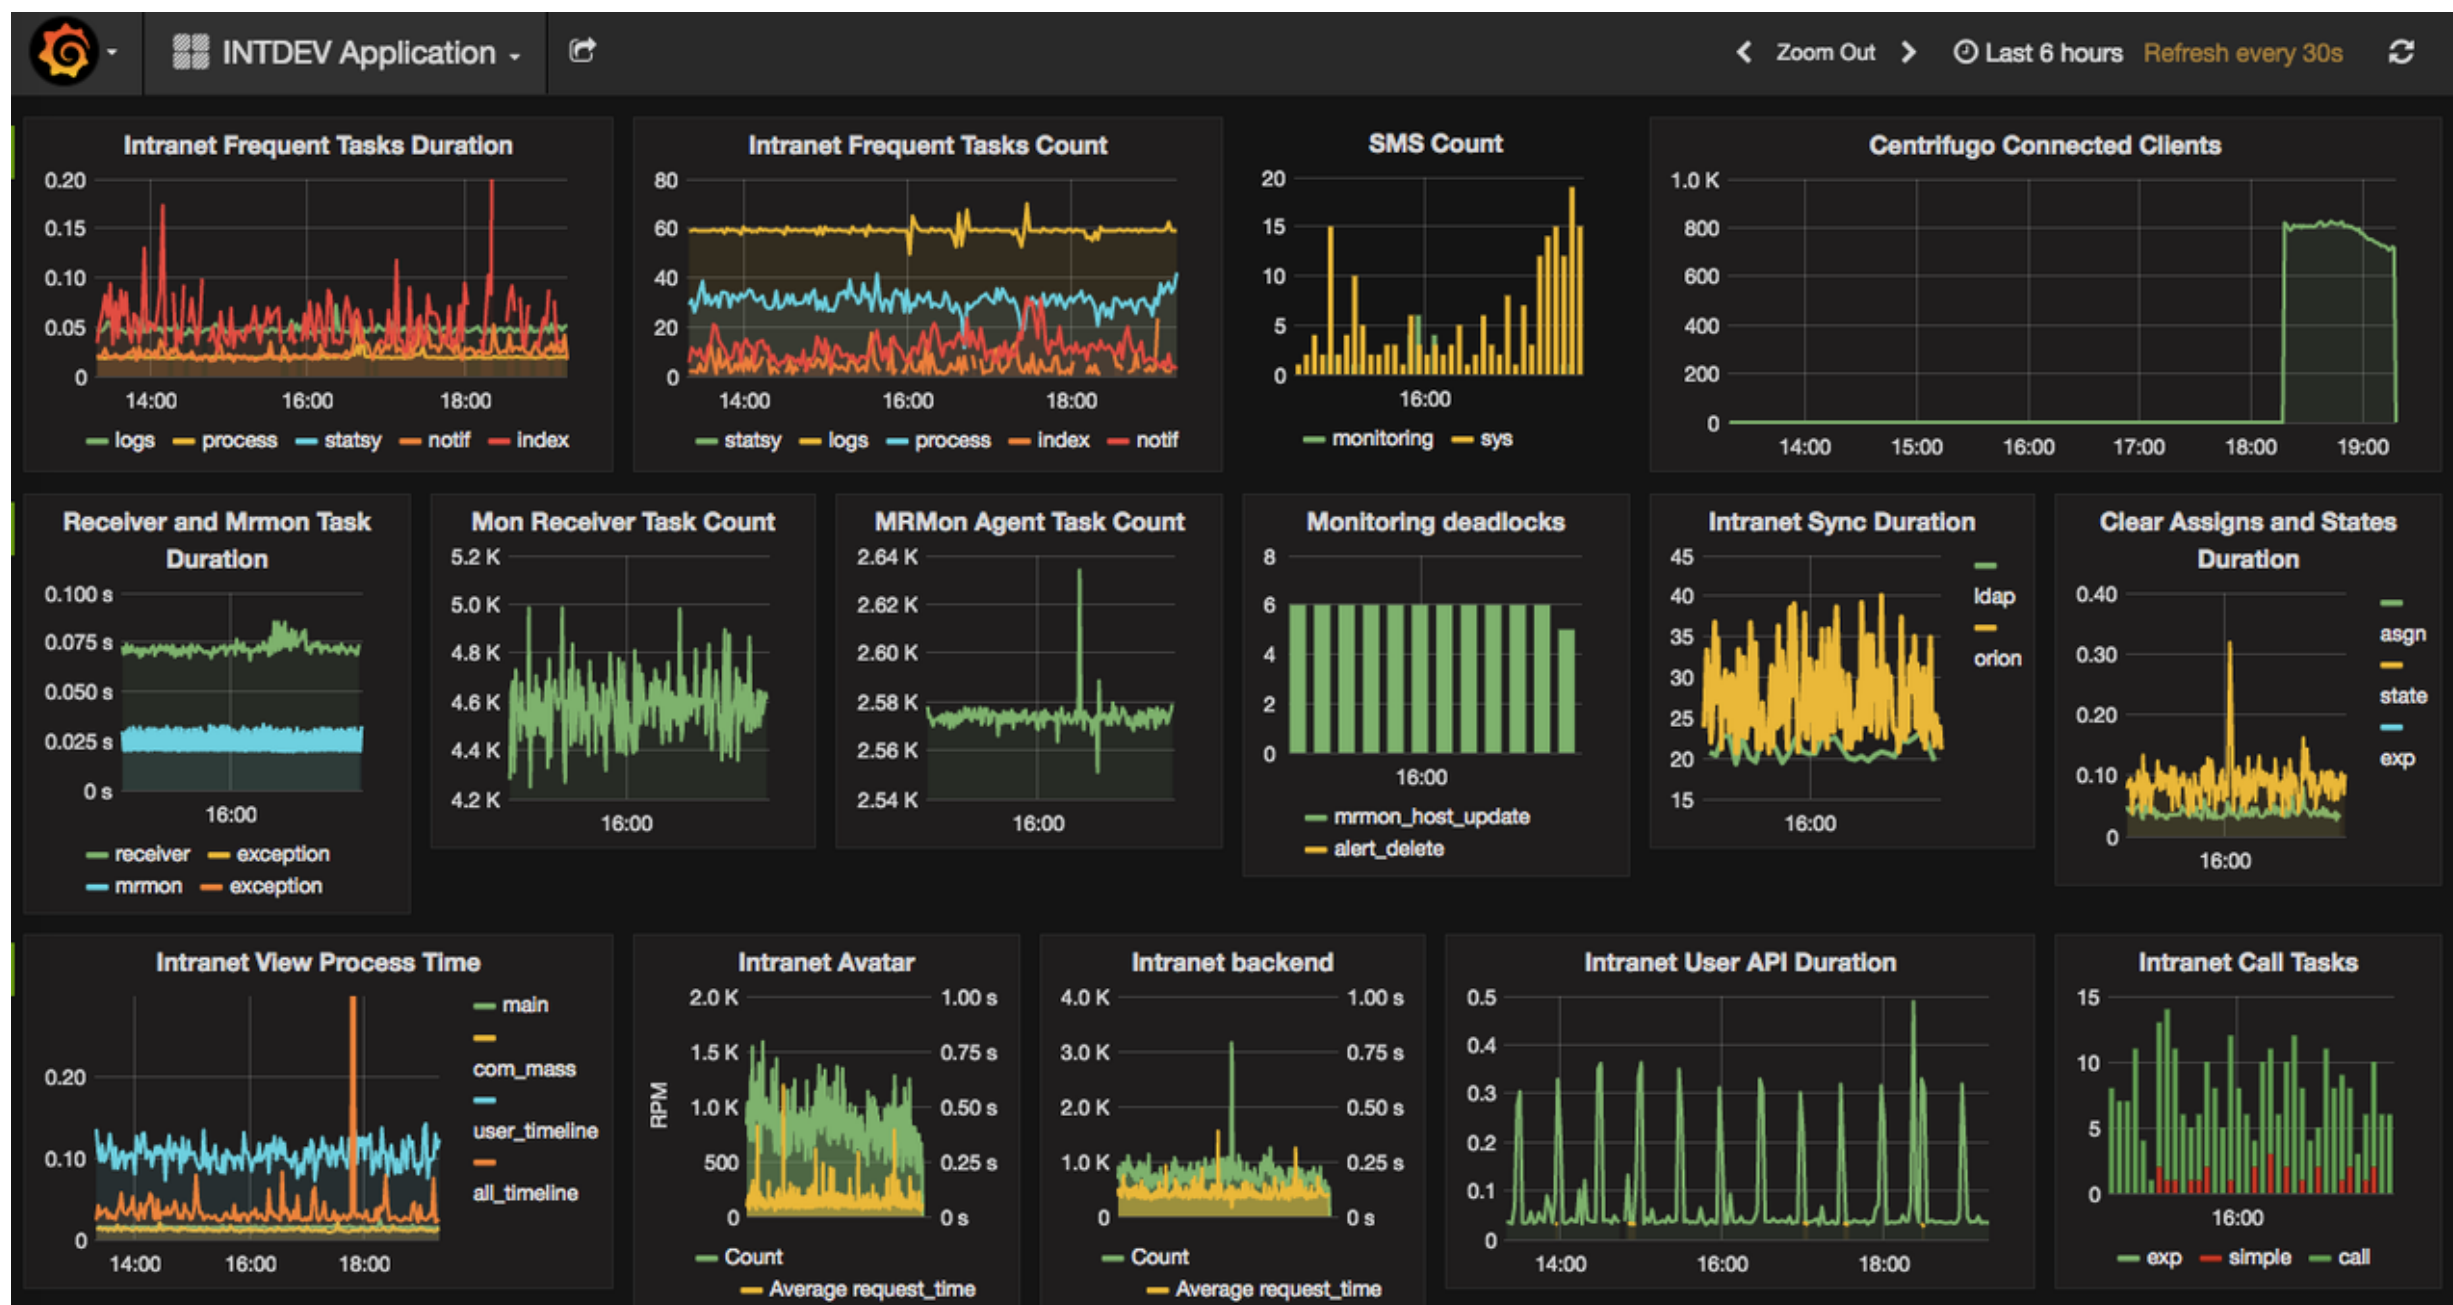 INTDEV Application
Zoom Out
Last 6 hours Refresh every 30s
Intranet Frequent Tasks Duration
0.20
0.15
0.10
0.05
0
14:00 16:00 18:00
logs process statsy notif index
Intranet Frequent Tasks Count
80
60
40
20
0
14:00 16:00 18:00
statsy logs process index notif
SMS Count
20
15
10
5
0
16:00
monitoring sys
Centrifugo Connected Clients
1.0 K
800
600
400
200
0
14:00 15:00 16:00 17:00 18:00 19:00
Receiver and Mrmon Task
Duration
0.100 s
0.075 s
0.050 s
0.025 s
0 s
16:00
receiver exception
mrmon exception
Mon Receiver Task Count
5.2 K
5.0 K
4.8 K
4.6 K
4.4 K
4.2 K
16:00
MRMon Agent Task Count
2.64 K
2.62 K
2.60 K
2.58 K
2.56 K
2.54 K
16:00
Monitoring deadlocks
8
6
4
2
0
16:00
mrmon_host_update
alert_delete
Intranet Sync Duration
45
40
35
30
25
20
15
16:00
ldap
orion
Clear Assigns and States
Duration
0.40
0.30
0.20
0.10
0
16:00
asgn
state
exp
Intranet View Process Time
0.20
0.10
0
14:00 16:00 18:00
main
com_mass
user_timeline
all_timeline
Intranet Avatar
RPM
2.0 K 1.00 s
1.5 K 0.75 s
1.0 K 0.50 s
500 0.25 s
0 0 s
Count
Average request_time
Intranet backend
4.0 K 1.00 s
3.0 K 0.75 s
2.0 K 0.50 s
1.0 K 0.25 s
0 0 s
Count
Average request_time
Intranet User API Duration
0.5
0.4
0.3
0.2
0.1
0
14:00 16:00 18:00
Intranet Call Tasks
15
10
5
0
16:00
exp simple call